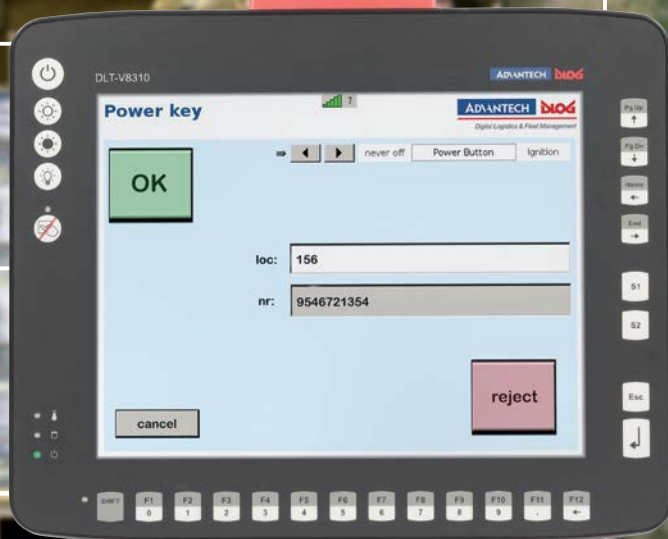 DLT-V8310
ADVANTECH DLOG
Power key
7
ADVANTECH DLOG
Digital Logistics & Fleet Management
⇒ never off Power Button Ignition
OK
loc: 156
nr: 9546721354
reject
cancel
Pg Up
Pg Dn
Home
End
S1
S2
Esc
SHIFT F1 F2 F3 F4 F5 F6 F7 F8 F9 F10 F11 F12
0 1 2 3 4 5 6 7 8 9 . ←